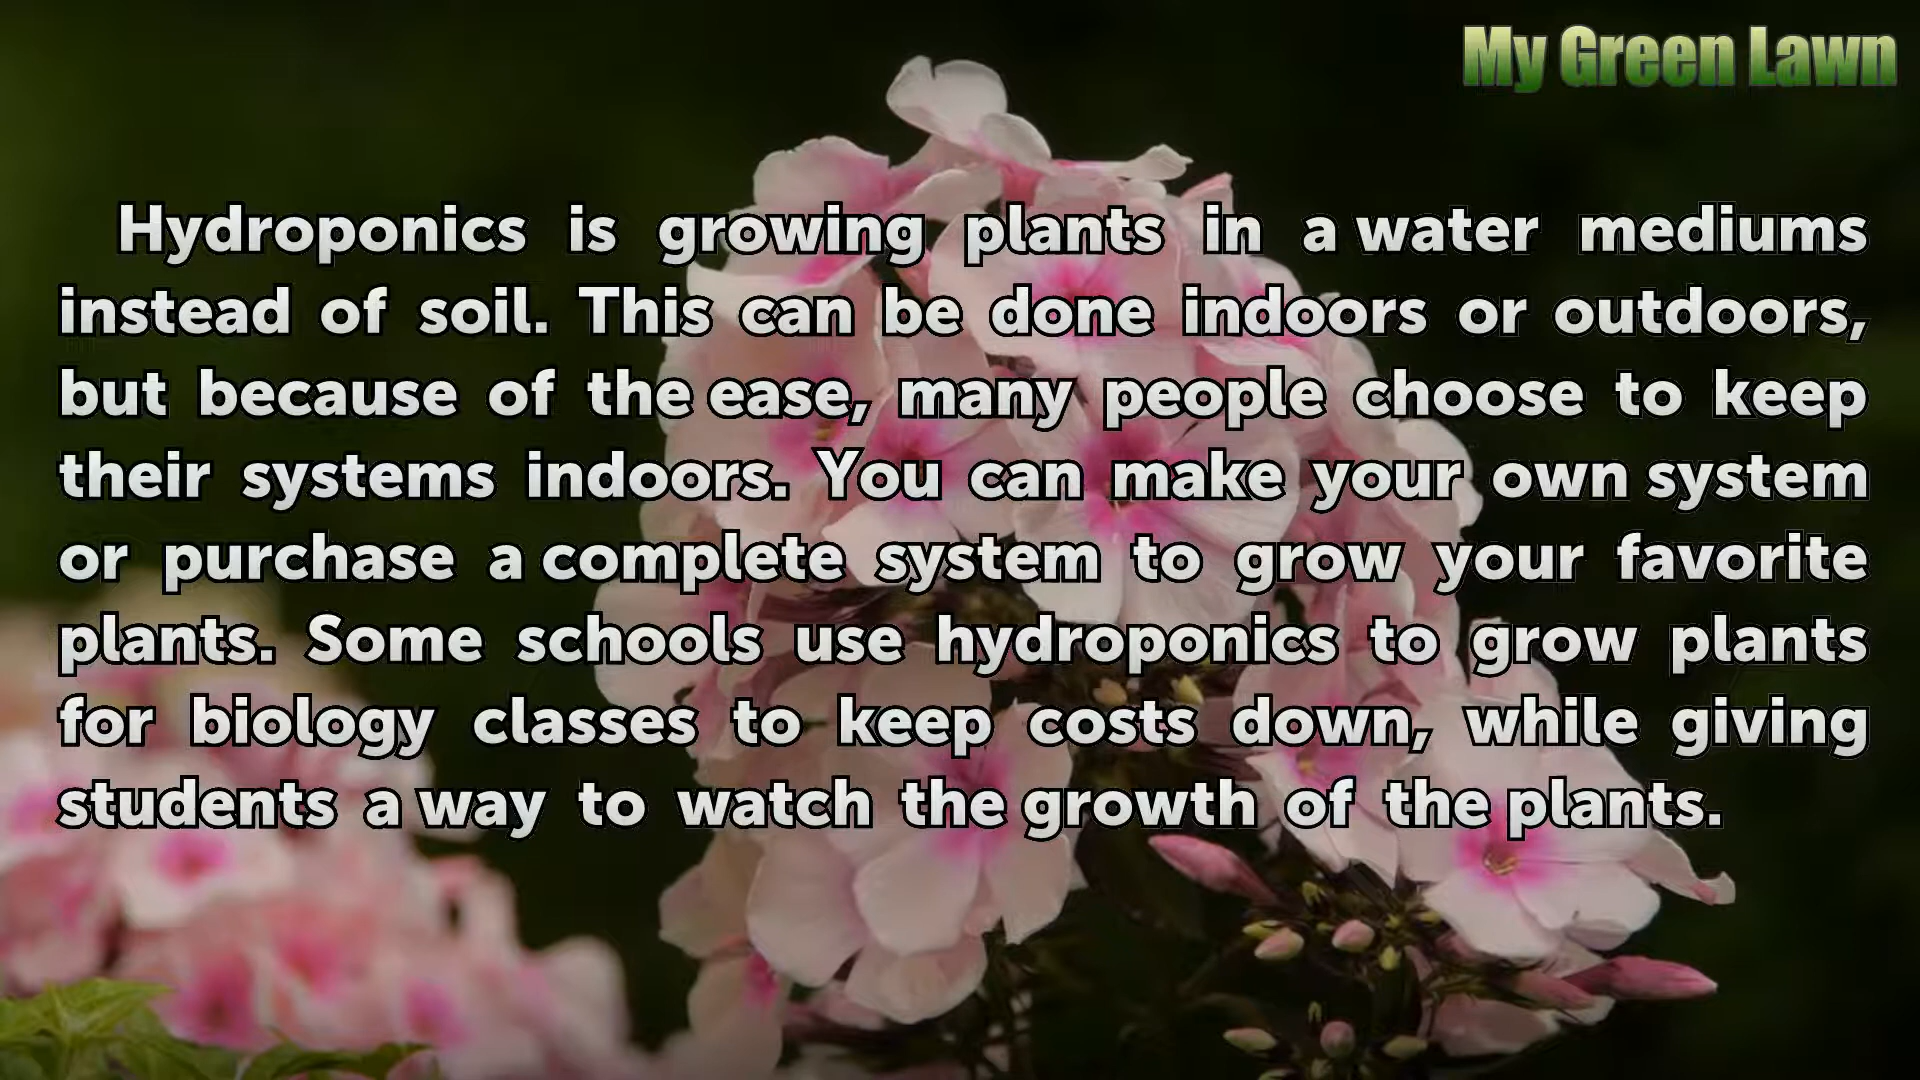 My Green Lawn
Hydroponics is growing plants in a water mediums
instead of soil. This can be done indoors or outdoors,
but because of the ease, many people choose to keep
their systems indoors. You can make your own system
or purchase a complete system to grow your favorite
plants. Some schools use hydroponics to grow plants
for biology classes to keep costs down, while giving
students a way to watch the growth of the plants.